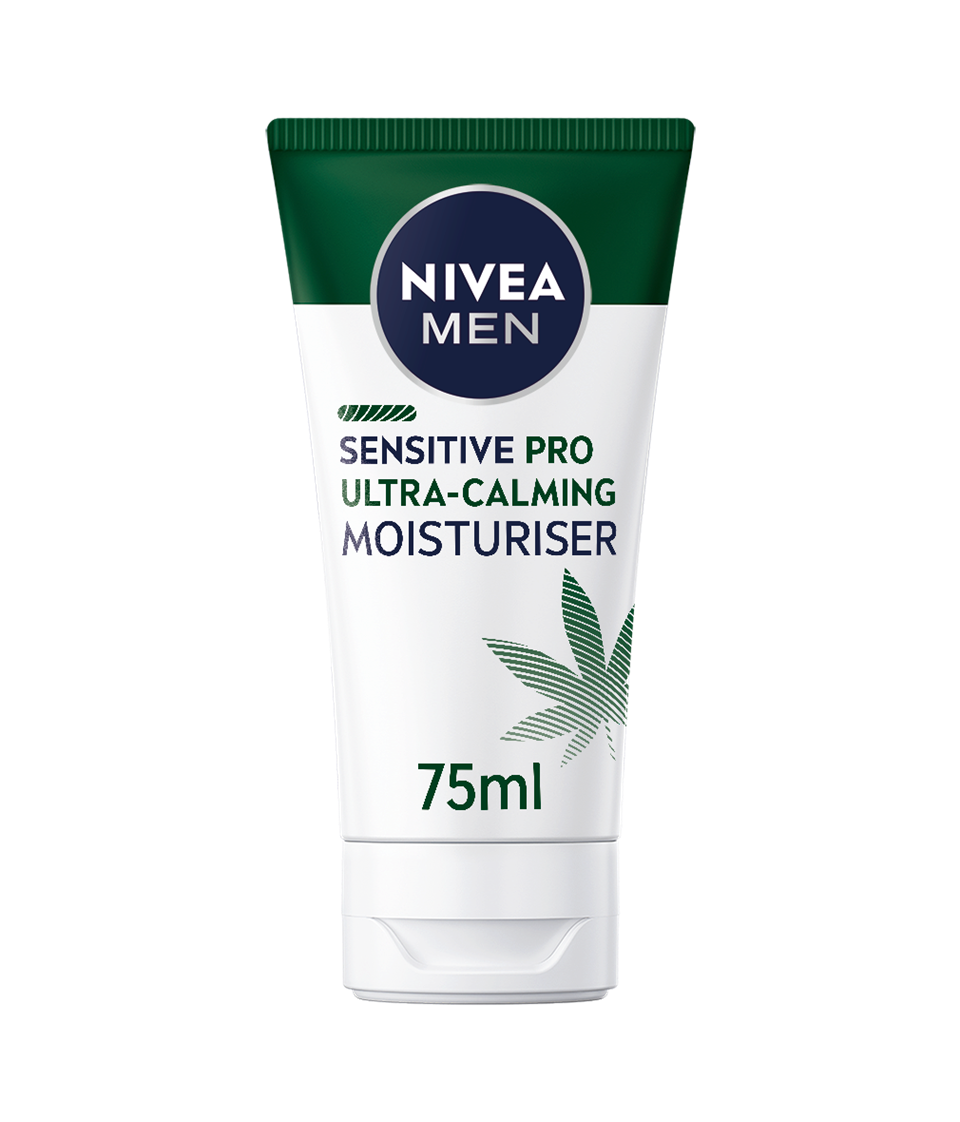 NIVEA
MEN
SENSITIVE PRO
ULTRA-CALMING
MOISTURISER
75ml